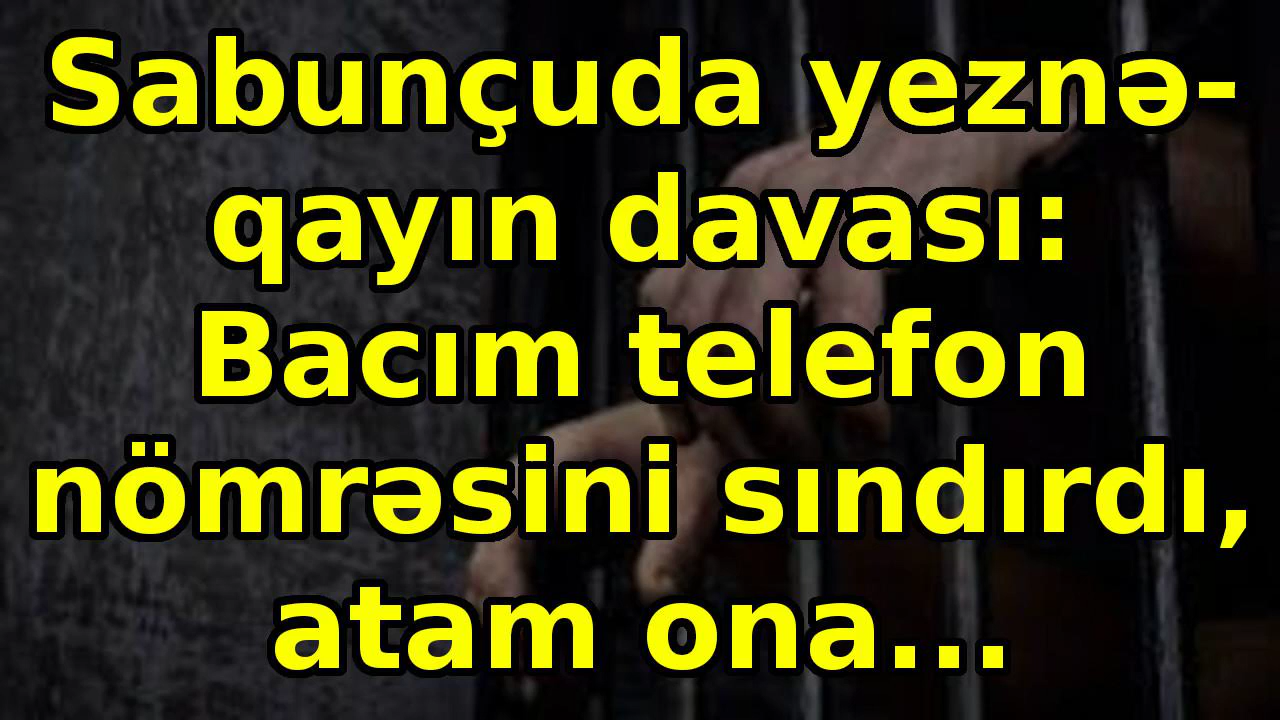 Sabunçuda yeznə-
qayın davası:
Bacım telefon
nömrəsini sındırdı,
atam ona...